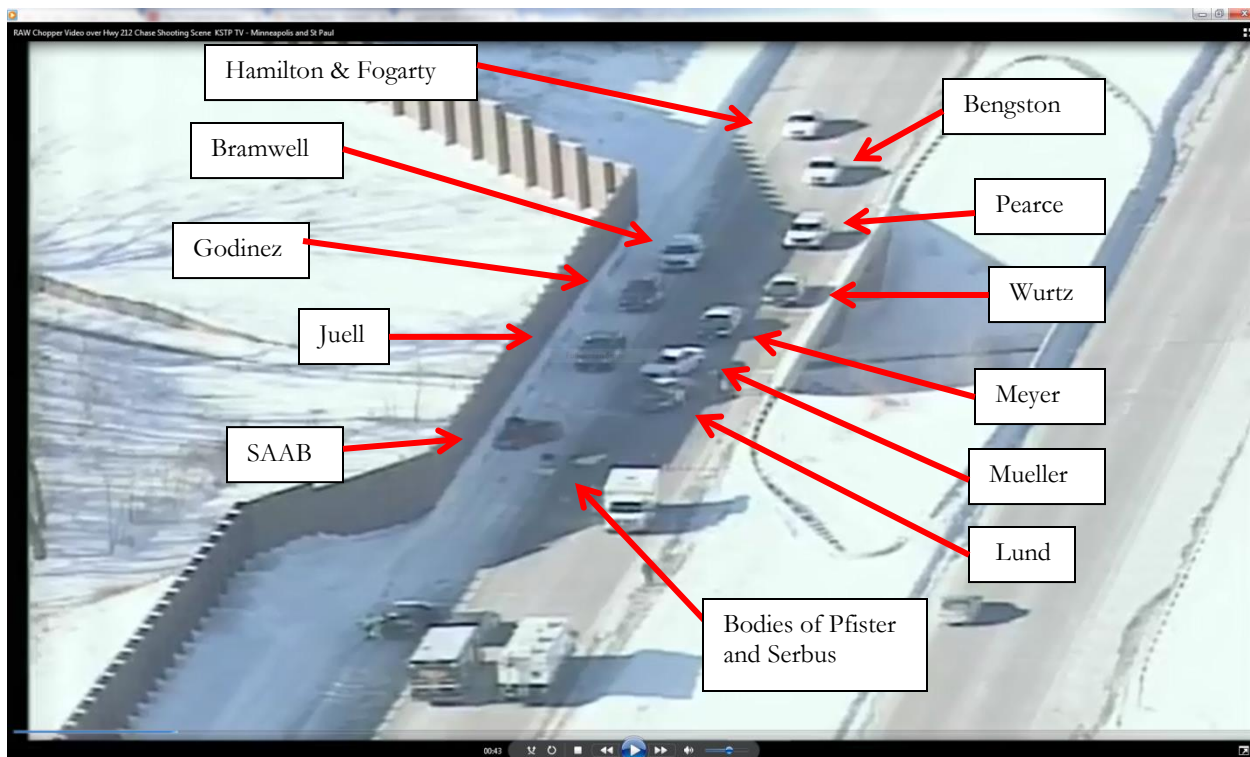 RAW Chopper Video over Hwy 212 Chase Shooting Scene  KSTP TV - Minneapolis and St Paul
Hamilton & Fogarty
Bengston
Bramwell
Pearce
Godinez
Wurtz
Juell
Meyer
SAAB
Mueller
Lund
Bodies of Pfister
and Serbus
00:43